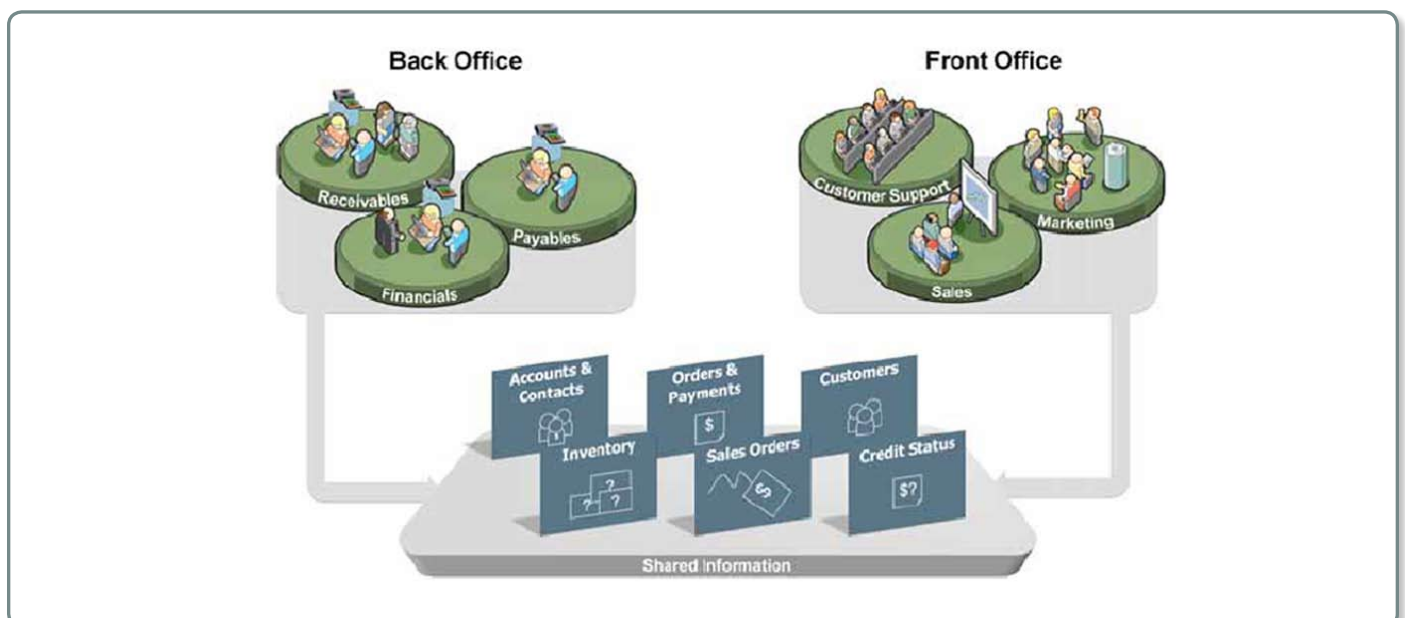 Back Office
Front Office
Receivables
Payables
Financials
Customer Support
Marketing
Sales
Accounts &
Contacts
Orders &
Payments
$
Customers
Inventory
?
? ?
Sales Orders
$
Credit Status
$?
Shared Information